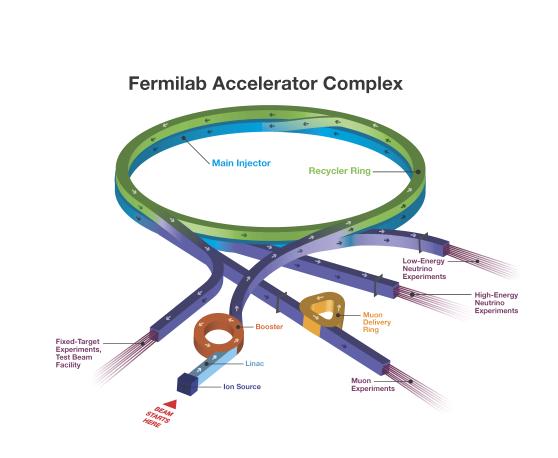 Fermilab Accelerator Complex
Main Injector
Recycler Ring
Low-Energy
Neutrino
Experiments
High-Energy
Neutrino
Experiments
Muon
Delivery
Ring
Booster
Fixed-Target
Experiments,
Test Beam
Facility
Linac
Ion Source
Muon
Experiments
BEAM
STARTS
HERE